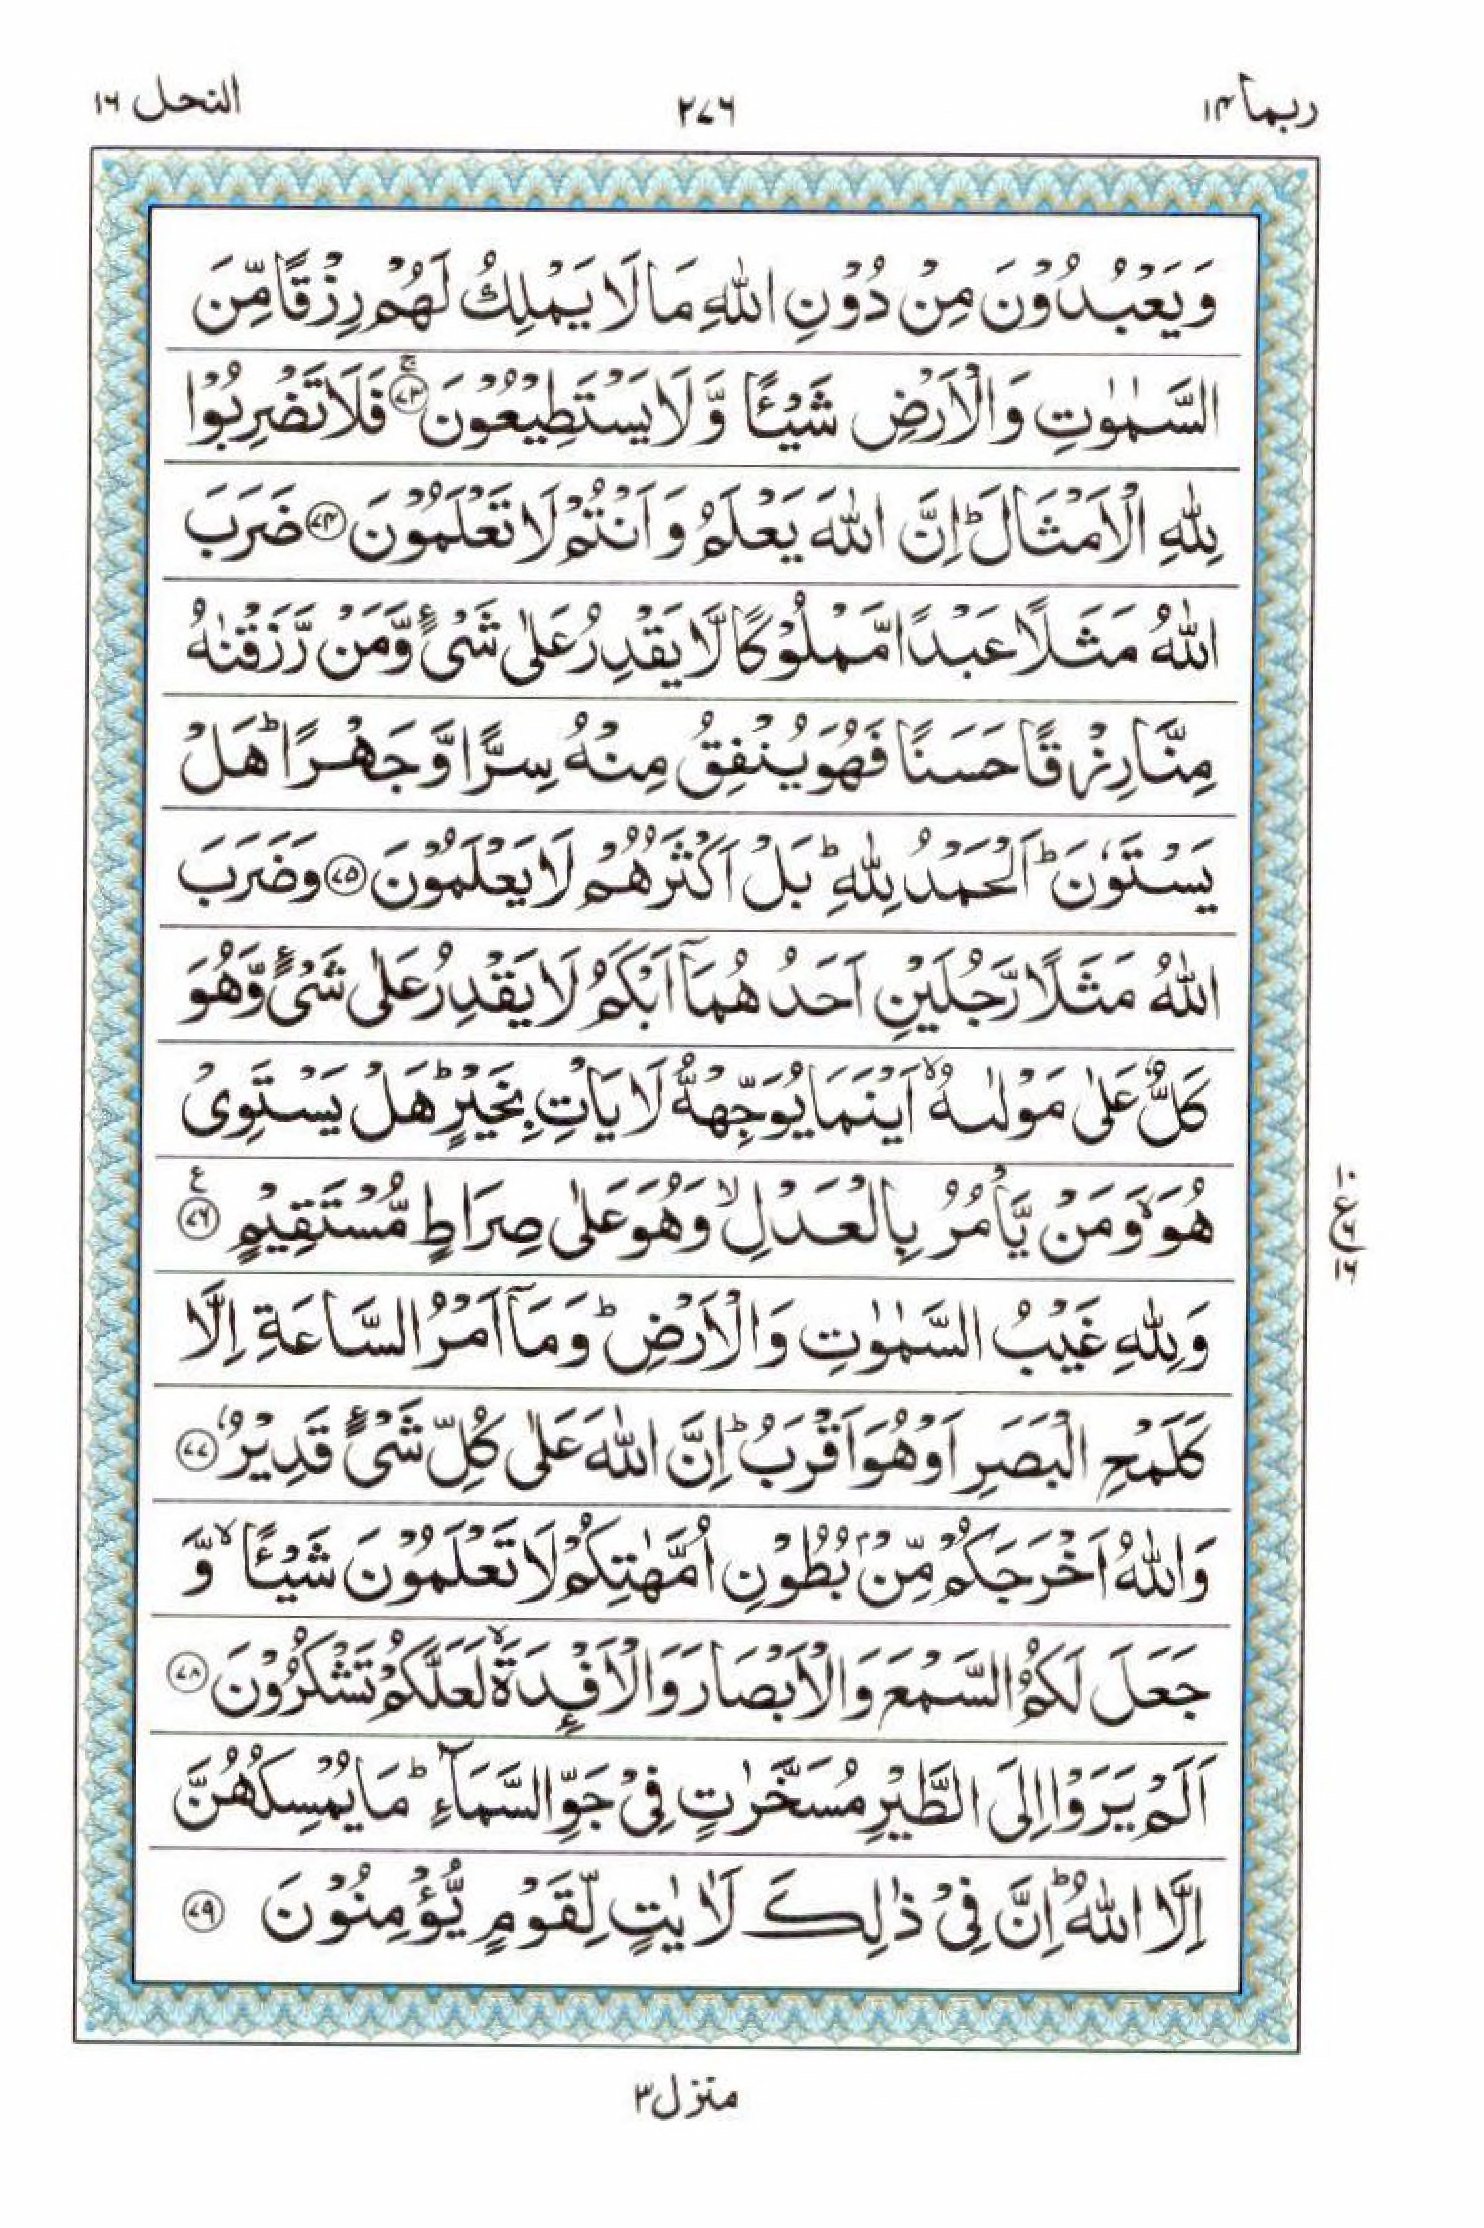 ربما ١٤
٢٧٦
النحل ١٦
وَيَعْبُدُوْنَ مِنْ دُوْنِ اللّٰهِ مَا لَا يَمْلِكُ لَهُمْ رِزْقًا مِّنَ
السَّمٰوٰتِ وَالْاَرْضِ شَيْـًٔا وَّ لَا يَسْتَطِيْعُوْنَ ۚ﴿٧٣﴾ فَلَا تَضْرِبُوْا
لِلّٰهِ الْاَمْثَالَ ؕ اِنَّ اللّٰهَ يَعْلَمُ وَ اَنْتُمْ لَا تَعْلَمُوْنَ ﴿٧٤﴾ ضَرَبَ
اللّٰهُ مَثَلًا عَبْدًا مَّمْلُوْكًا لَّا يَقْدِرُ عَلٰى شَیْءٍ وَّمَنْ رَّزَقْنٰهُ
مِنَّا رِزْقًا حَسَنًا فَهُوَ يُنْفِقُ مِنْهُ سِرًّا وَّجَهْرًا ؕ هَلْ
يَسْتَوٗنَ ؕ اَلْحَمْدُ لِلّٰهِ ؕ بَلْ اَكْثَرُهُمْ لَا يَعْلَمُوْنَ ﴿٧٥﴾ وَضَرَبَ
اللّٰهُ مَثَلًا رَّجُلَيْنِ اَحَدُهُمَاۤ اَبْكَمُ لَا يَقْدِرُ عَلٰى شَیْءٍ وَّهُوَ
كَلٌّ عَلٰى مَوْلٰىهُ ۙ اَيْنَمَا يُوَجِّهْهُّ لَا يَاْتِ بِخَيْرٍ ؕ هَلْ يَسْتَوِیْ
هُوَ ۙ وَمَنْ يَّاْمُرُ بِالْعَدْلِ ۙ وَهُوَ عَلٰى صِرَاطٍ مُّسْتَقِيْمٍ ﴿٧٦﴾ ع
١٠ ع ٦ ١٦
وَلِلّٰهِ غَيْبُ السَّمٰوٰتِ وَالْاَرْضِ ؕ وَمَاۤ اَمْرُ السَّاعَةِ اِلَّا
كَلَمْحِ الْبَصَرِ اَوْ هُوَ اَقْرَبُ ؕ اِنَّ اللّٰهَ عَلٰى كُلِّ شَیْءٍ قَدِيْرٌ ﴿٧٧﴾
وَاللّٰهُ اَخْرَجَكُمْ مِّنْۢ بُطُوْنِ اُمَّهٰتِكُمْ لَا تَعْلَمُوْنَ شَيْـًٔا ۙ وَّ
جَعَلَ لَكُمُ السَّمْعَ وَالْاَبْصَارَ وَالْاَفْـِٕدَةَ ۙ لَعَلَّكُمْ تَشْكُرُوْنَ ﴿٧٨﴾
اَلَمْ يَرَوْا اِلَى الطَّيْرِ مُسَخَّرٰتٍ فِیْ جَوِّ السَّمَآءِ ؕ مَا يُمْسِكُهُنَّ
اِلَّا اللّٰهُ ؕ اِنَّ فِیْ ذٰلِكَ لَاٰيٰتٍ لِّقَوْمٍ يُّؤْمِنُوْنَ ﴿٧٩﴾
منزل ٣